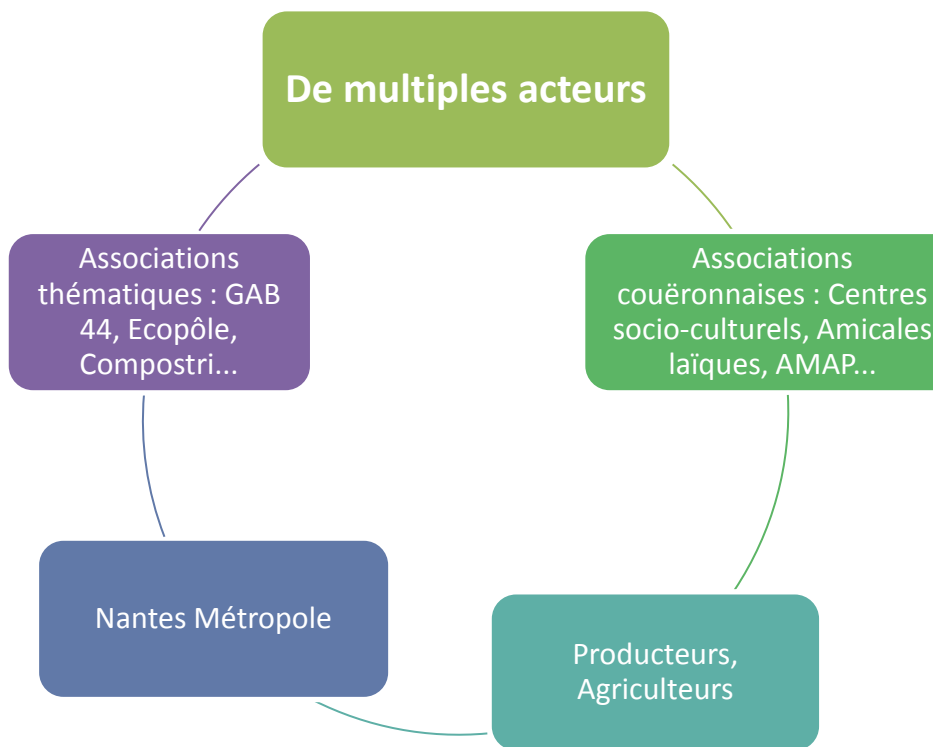 De multiples acteurs
Associations
thématiques : GAB
44, Ecopôle,
Compostri...
Associations
couëronnaises : Centres
socio-culturels, Amicales
laïques, AMAP...
Nantes Métropole
Producteurs,
Agriculteurs